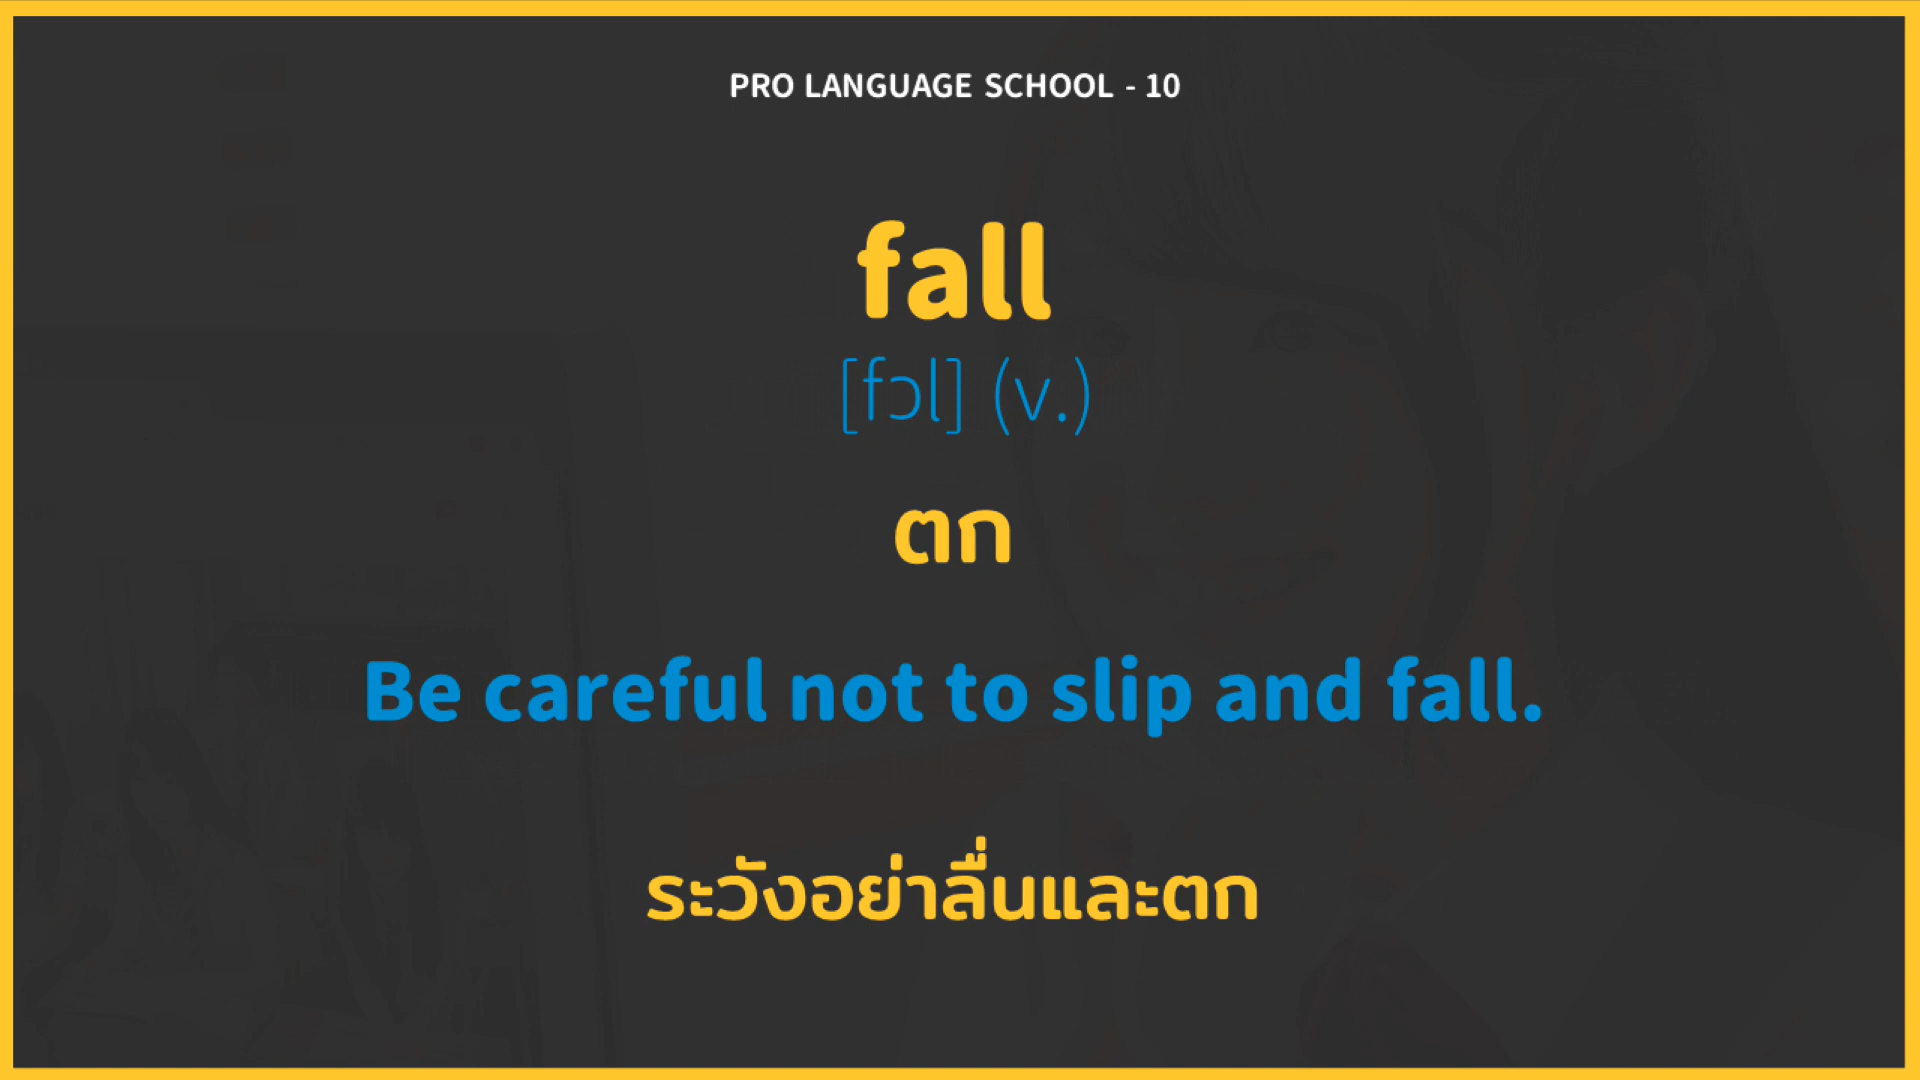 PRO LANGUAGE SCHOOL - 10
fall
[fɔl] (v.)
ตก
Be careful not to slip and fall.
ระวังอย่าลื่นและตก